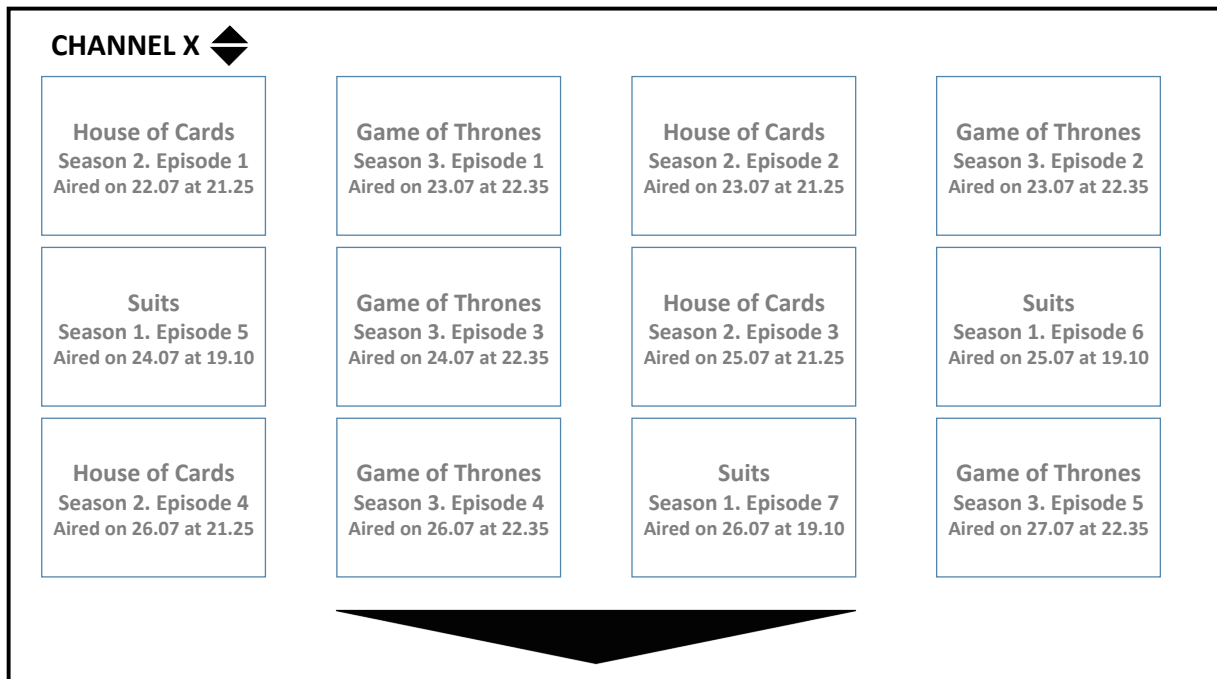 CHANNEL X
House of Cards
Season 2. Episode 1
Aired on 22.07 at 21.25
Game of Thrones
Season 3. Episode 1
Aired on 23.07 at 22.35
House of Cards
Season 2. Episode 2
Aired on 23.07 at 21.25
Game of Thrones
Season 3. Episode 2
Aired on 23.07 at 22.35
Suits
Season 1. Episode 5
Aired on 24.07 at 19.10
Game of Thrones
Season 3. Episode 3
Aired on 24.07 at 22.35
House of Cards
Season 2. Episode 3
Aired on 25.07 at 21.25
Suits
Season 1. Episode 6
Aired on 25.07 at 19.10
House of Cards
Season 2. Episode 4
Aired on 26.07 at 21.25
Game of Thrones
Season 3. Episode 4
Aired on 26.07 at 22.35
Suits
Season 1. Episode 7
Aired on 26.07 at 19.10
Game of Thrones
Season 3. Episode 5
Aired on 27.07 at 22.35